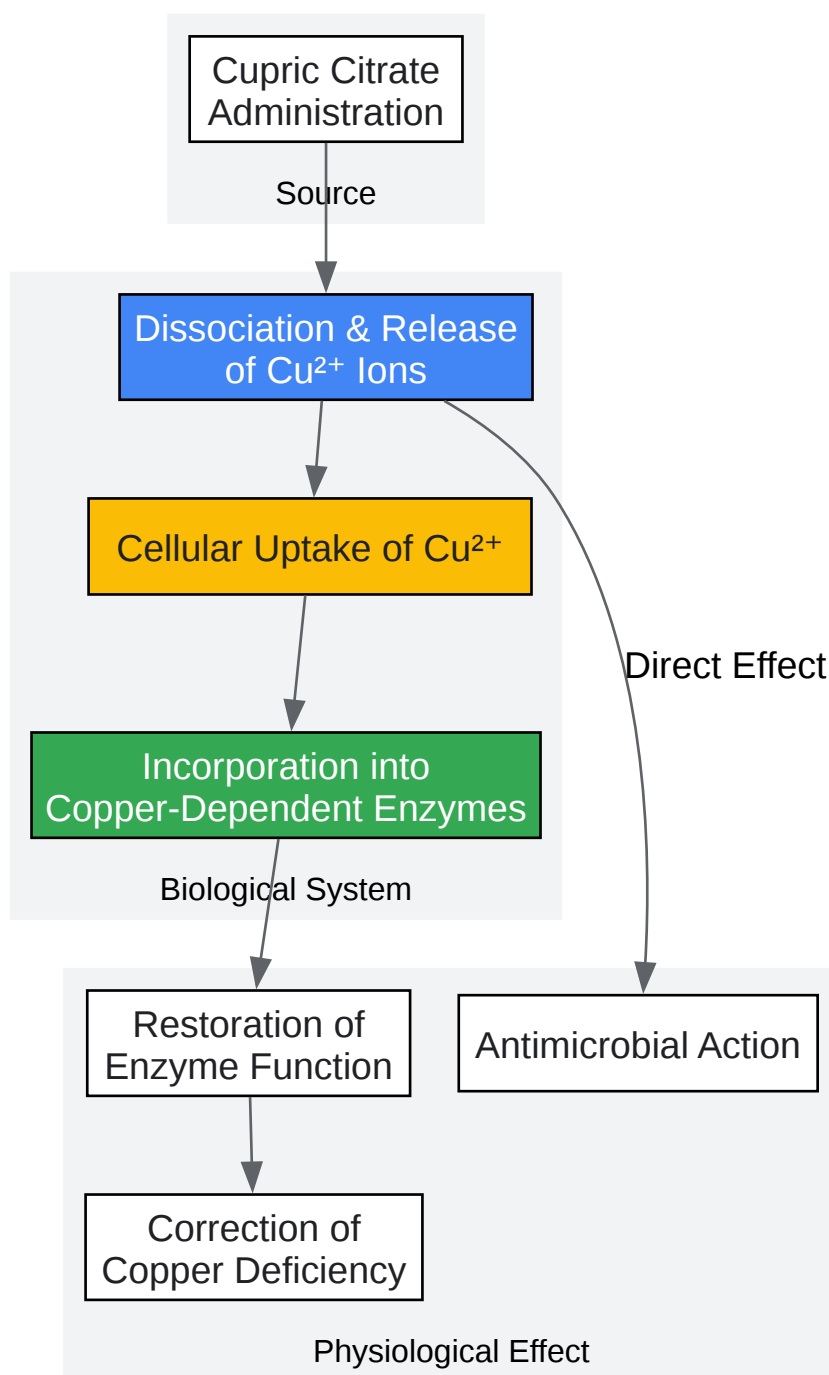 Cupric Citrate
Administration
Source
Dissociation & Release
of Cu²⁺ Ions
Cellular Uptake of Cu²⁺
Direct Effect
Incorporation into
Copper-Dependent Enzymes
Biological System
Restoration of
Enzyme Function
Antimicrobial Action
Correction of
Copper Deficiency
Physiological Effect